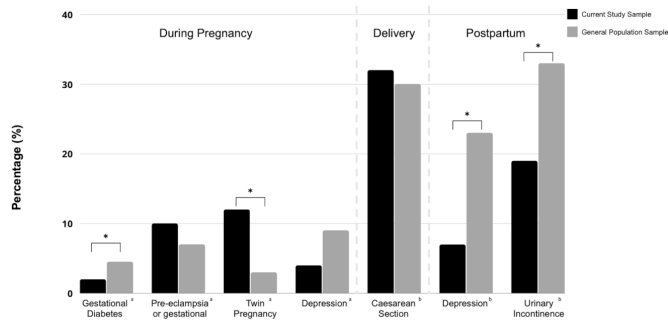 40
30
20
10
0
Percentage (%)
During Pregnancy
Delivery
Postpartum
Current Study Sample
General Population Sample
*
*
*
*
Gestational a
Diabetes
Pre-eclampsia a
or gestational
Twin a
Pregnancy
Depression a
Caesarean b
Section
Depression b
Urinary b
Incontinence